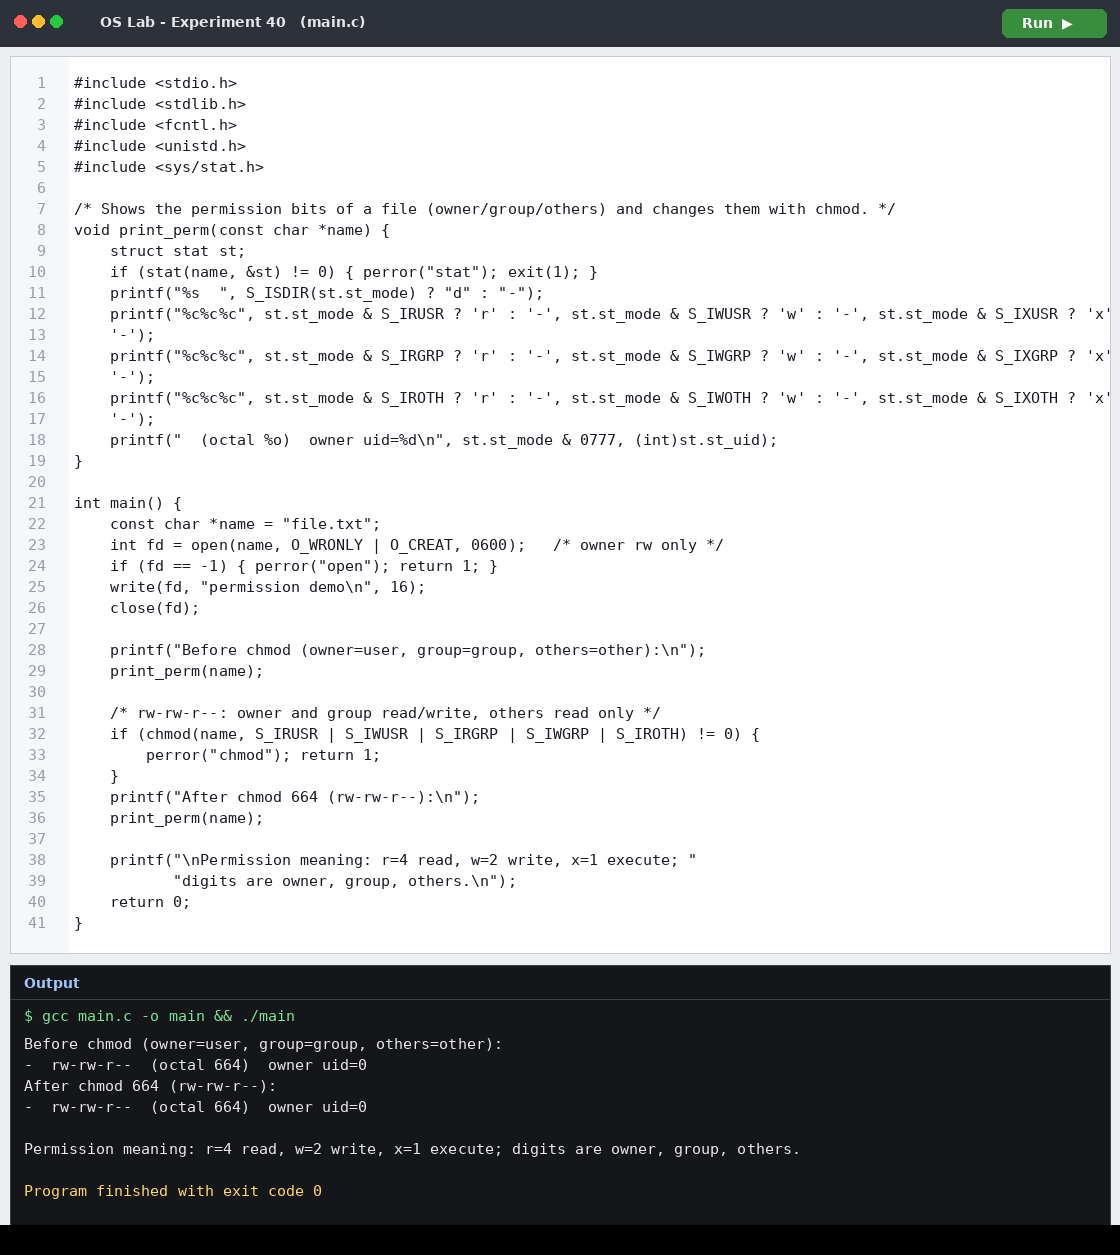 OS Lab - Experiment 40   (main.c)
Run ▶
1 #include <stdio.h>
2 #include <stdlib.h>
3 #include <fcntl.h>
4 #include <unistd.h>
5 #include <sys/stat.h>
6
7 /* Shows the permission bits of a file (owner/group/others) and changes them with chmod. */
8 void print_perm(const char *name) {
9     struct stat st;
10     if (stat(name, &st) != 0) { perror("stat"); exit(1); }
11     printf("%s  ", S_ISDIR(st.st_mode) ? "d" : "-");
12     printf("%c%c%c", st.st_mode & S_IRUSR ? 'r' : '-', st.st_mode & S_IWUSR ? 'w' : '-', st.st_mode & S_IXUSR ? 'x'
13     '-');
14     printf("%c%c%c", st.st_mode & S_IRGRP ? 'r' : '-', st.st_mode & S_IWGRP ? 'w' : '-', st.st_mode & S_IXGRP ? 'x'
15     '-');
16     printf("%c%c%c", st.st_mode & S_IROTH ? 'r' : '-', st.st_mode & S_IWOTH ? 'w' : '-', st.st_mode & S_IXOTH ? 'x'
17     '-');
18     printf("  (octal %o)  owner uid=%d\n", st.st_mode & 0777, (int)st.st_uid);
19 }
20
21 int main() {
22     const char *name = "file.txt";
23     int fd = open(name, O_WRONLY | O_CREAT, 0600);   /* owner rw only */
24     if (fd == -1) { perror("open"); return 1; }
25     write(fd, "permission demo\n", 16);
26     close(fd);
27
28     printf("Before chmod (owner=user, group=group, others=other):\n");
29     print_perm(name);
30
31     /* rw-rw-r--: owner and group read/write, others read only */
32     if (chmod(name, S_IRUSR | S_IWUSR | S_IRGRP | S_IWGRP | S_IROTH) != 0) {
33         perror("chmod"); return 1;
34     }
35     printf("After chmod 664 (rw-rw-r--):\n");
36     print_perm(name);
37
38     printf("\nPermission meaning: r=4 read, w=2 write, x=1 execute; "
39            "digits are owner, group, others.\n");
40     return 0;
41 }
Output
$ gcc main.c -o main && ./main
Before chmod (owner=user, group=group, others=other):
-  rw-rw-r--  (octal 664)  owner uid=0
After chmod 664 (rw-rw-r--):
-  rw-rw-r--  (octal 664)  owner uid=0
Permission meaning: r=4 read, w=2 write, x=1 execute; digits are owner, group, others.
Program finished with exit code 0